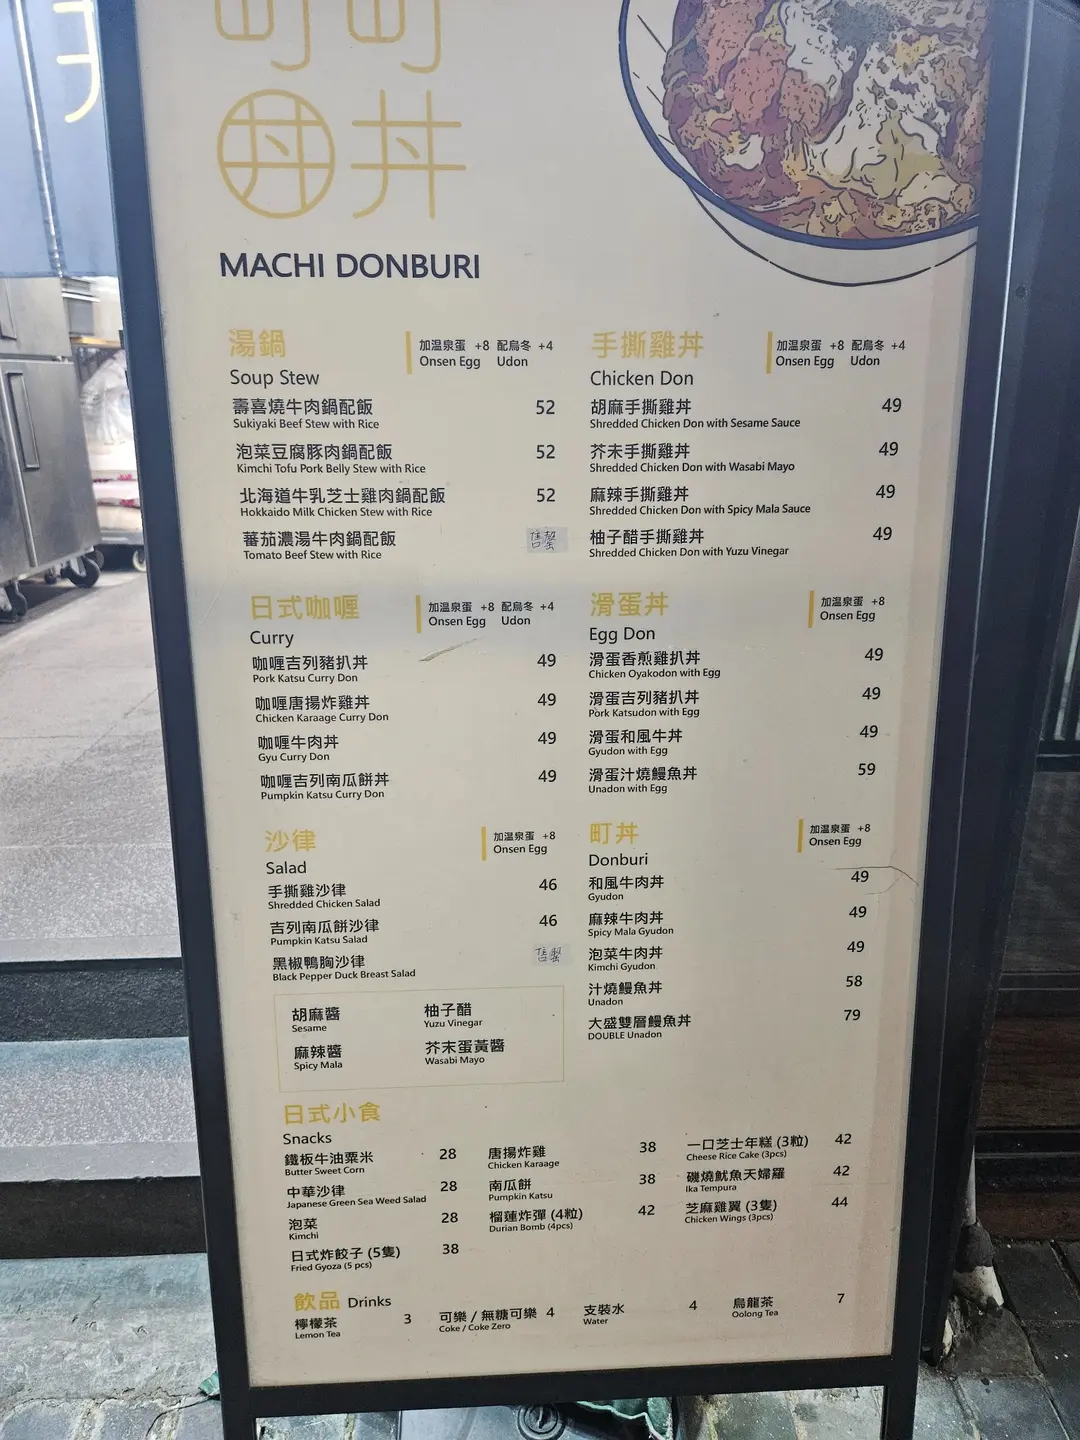 町町
丼丼
MACHI DONBURI
湯鍋
Soup Stew
加溫泉蛋 +8 配烏冬 +4
Onsen Egg Udon
壽喜燒牛肉鍋配飯 52
Sukiyaki Beef Stew with Rice
泡菜豆腐豚肉鍋配飯 52
Kimchi Tofu Pork Belly Stew with Rice
北海道牛乳芝士雞肉鍋配飯 52
Hokkaido Milk Chicken Stew with Rice
蕃茄濃湯牛肉鍋配飯 售罄
Tomato Beef Stew with Rice
手撕雞丼
Chicken Don
加溫泉蛋 +8 配烏冬 +4
Onsen Egg Udon
胡麻手撕雞丼 49
Shredded Chicken Don with Sesame Sauce
芥未手撕雞丼 49
Shredded Chicken Don with Wasabi Mayo
麻辣手撕雞丼 49
Shredded Chicken Don with Spicy Mala Sauce
柚子醋手撕雞丼 49
Shredded Chicken Don with Yuzu Vinegar
日式咖喱
Curry
加溫泉蛋 +8 配烏冬 +4
Onsen Egg Udon
咖喱吉列豬扒丼 49
Pork Katsu Curry Don
咖喱唐揚炸雞丼 49
Chicken Karaage Curry Don
咖喱牛肉丼 49
Gyu Curry Don
咖喱吉列南瓜餅丼 49
Pumpkin Katsu Curry Don
滑蛋丼
Egg Don
加溫泉蛋 +8
Onsen Egg
滑蛋香煎雞扒丼 49
Chicken Oyakodon with Egg
滑蛋吉列豬扒丼 49
Pork Katsudon with Egg
滑蛋和風牛丼 49
Gyudon with Egg
滑蛋汁燒鰻魚丼 59
Unadon with Egg
沙律
Salad
加溫泉蛋 +8
Onsen Egg
手撕雞沙律 46
Shredded Chicken Salad
吉列南瓜餅沙律 46
Pumpkin Katsu Salad
黑椒鴨胸沙律 售罄
Black Pepper Duck Breast Salad
胡麻醬 柚子醋
Sesame Yuzu Vinegar
麻辣醬 芥末蛋黃醬
Spicy Mala Wasabi Mayo
町丼
Donburi
加溫泉蛋 +8
Onsen Egg
和風牛肉丼 49
Gyudon
麻辣牛肉丼 49
Spicy Mala Gyudon
泡菜牛肉丼 49
Kimchi Gyudon
汁燒鰻魚丼 58
Unadon
大盛雙層鰻魚丼 79
DOUBLE Unadon
日式小食
Snacks
鐵板牛油粟米 28
Butter Sweet Corn
中華沙律 28
Japanese Green Sea Weed Salad
泡菜 28
Kimchi
日式炸餃子 (5隻) 38
Fried Gyoza (5 pcs)
唐揚炸雞 38
Chicken Karaage
南瓜餅 38
Pumpkin Katsu
榴蓮炸彈 (4粒) 42
Durian Bomb (4pcs)
一口芝士年糕 (3粒) 42
Cheese Rice Cake (3pcs)
磯燒魷魚天婦羅 42
Ika Tempura
芝麻雞翼 (3隻) 44
Chicken Wings (3pcs)
飲品 Drinks
檸檬茶 3
Lemon Tea
可樂 / 無糖可樂 4
Coke / Coke Zero
支裝水 4
Water
烏龍茶 7
Oolong Tea